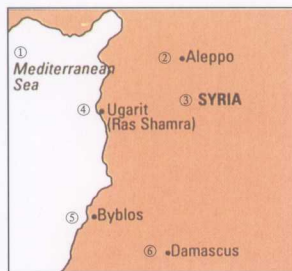 ①
Mediterranean
Sea
② Aleppo
③ SYRIA
④ Ugarit
(Ras Shamra)
⑤ Byblos
⑥ Damascus